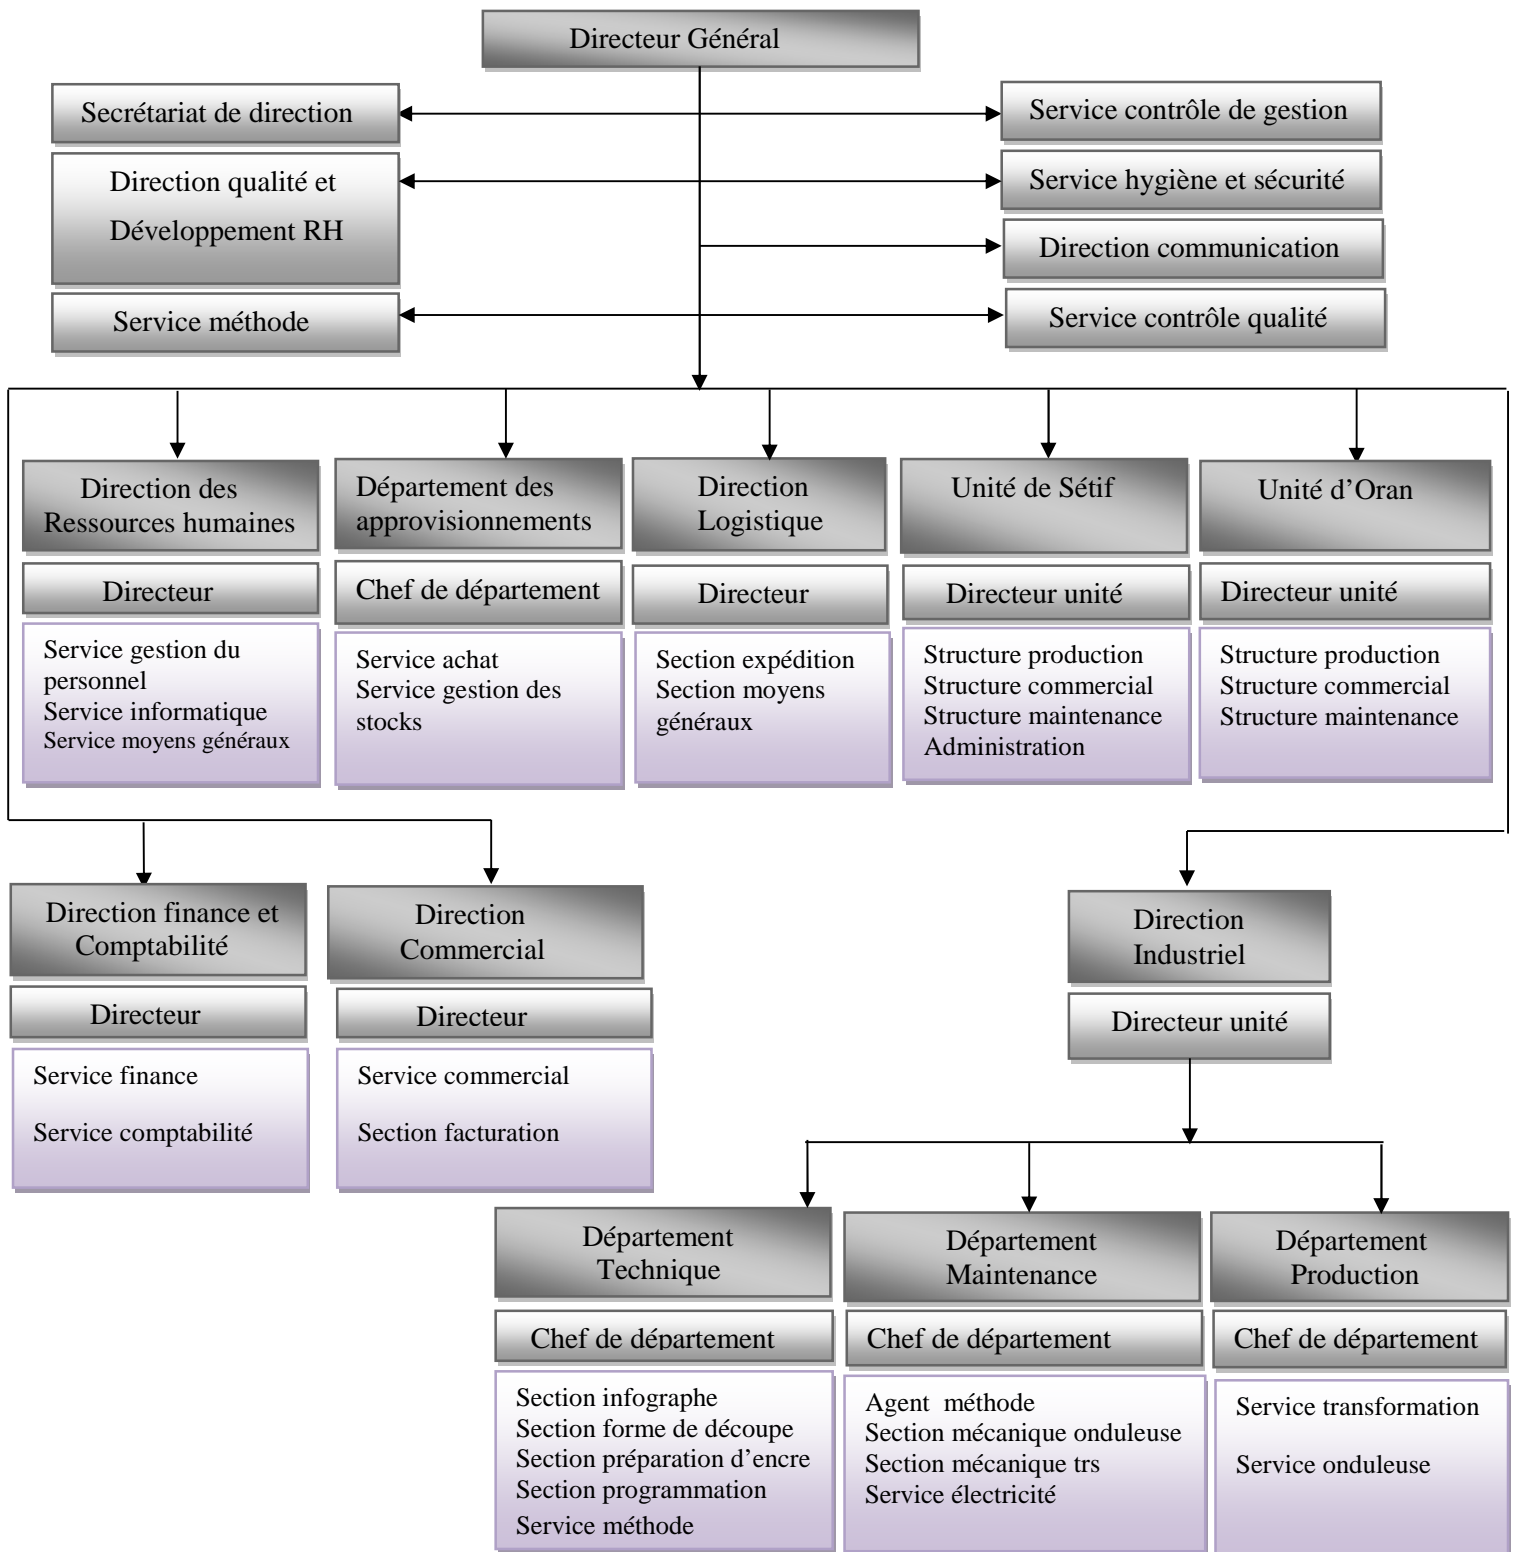 Directeur Général
Secrétariat de direction
Service contrôle de gestion
Direction qualité et
Développement RH
Service hygiène et sécurité
Direction communication
Service méthode
Service contrôle qualité
Direction des
Ressources humaines
Directeur
Service gestion du
personnel
Service informatique
Service moyens généraux
Département des
approvisionnements
Chef de département
Service achat
Service gestion des
stocks
Direction
Logistique
Directeur
Section expédition
Section moyens
généraux
Unité de Sétif
Directeur unité
Structure production
Structure commercial
Structure maintenance
Administration
Unité d’Oran
Directeur unité
Structure production
Structure commercial
Structure maintenance
Direction finance et
Comptabilité
Directeur
Service finance
Service comptabilité
Direction
Commercial
Directeur
Service commercial
Section facturation
Direction
Industriel
Directeur unité
Département
Technique
Chef de département
Section infographe
Section forme de découpe
Section préparation d’encre
Section programmation
Service méthode
Département
Maintenance
Chef de département
Agent  méthode
Section mécanique onduleuse
Section mécanique trs
Service électricité
Département
Production
Chef de département
Service transformation
Service onduleuse